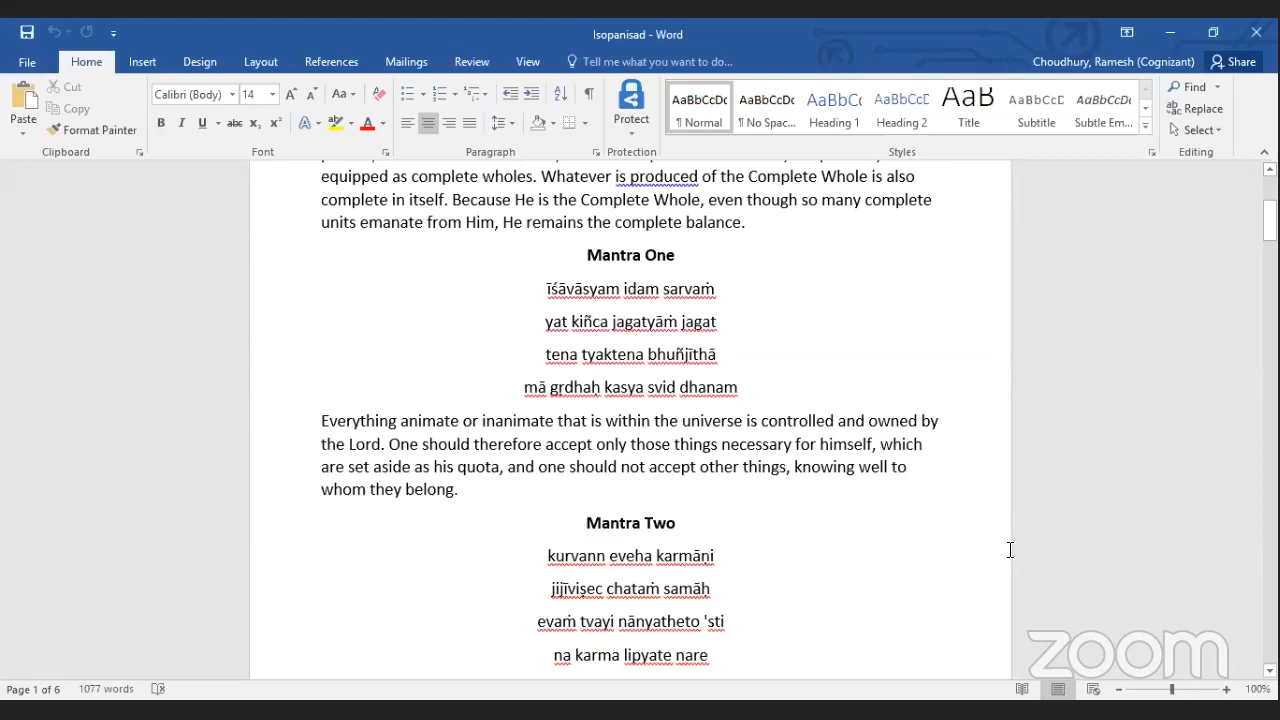 Isopanisad - Word
File Home Insert Design Layout References Mailings Review View Tell me what you want to do... Choudhury, Ramesh (Cognizant) Share
Paste Cut Copy Format Painter
Clipboard
Calibri (Body) 14
Font
Paragraph
Protect
Protection
AaBbCcDc ¶ Normal
AaBbCcDc ¶ No Spac...
AaBbCc Heading 1
AaBbCcD Heading 2
AaB Title
AaBbCcD Subtitle
AaBbCcDc Subtle Em...
Styles
Find
Replace
Select
Editing
equipped as complete wholes. Whatever is produced of the Complete Whole is also
complete in itself. Because He is the Complete Whole, even though so many complete
units emanate from Him, He remains the complete balance.
Mantra One
īśāvāsyam idam sarvaṁ
yat kiñca jagatyāṁ jagat
tena tyaktena bhuñjīthā
mā gṛdhaḥ kasya svid dhanam
Everything animate or inanimate that is within the universe is controlled and owned by
the Lord. One should therefore accept only those things necessary for himself, which
are set aside as his quota, and one should not accept other things, knowing well to
whom they belong.
Mantra Two
kurvann eveha karmāṇi
jijīviṣec chataṁ samāḥ
evaṁ tvayi nānyatheto 'sti
na karma lipyate nare
zoom
Page 1 of 6 1077 words 100%